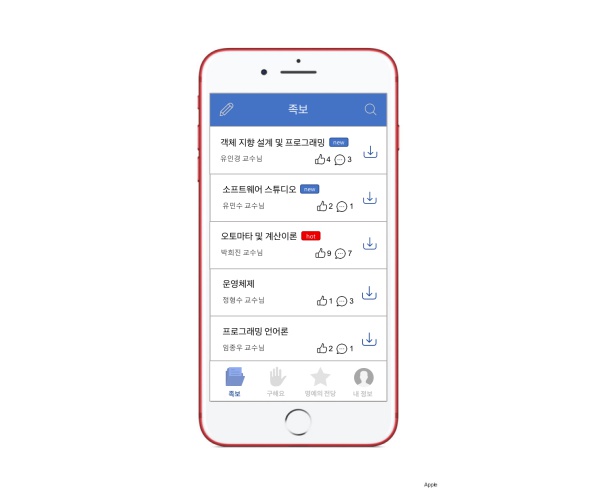 족보
객체 지향 설계 및 프로그래밍 new
유인경 교수님 4 3
소프트웨어 스튜디오 new
유민수 교수님 2 1
오토마타 및 계산이론 hot
박희진 교수님 9 7
운영체제
정형수 교수님 1 3
프로그래밍 언어론
임종우 교수님 2 1
족보 구해요 명예의 전당 내 정보
Apple